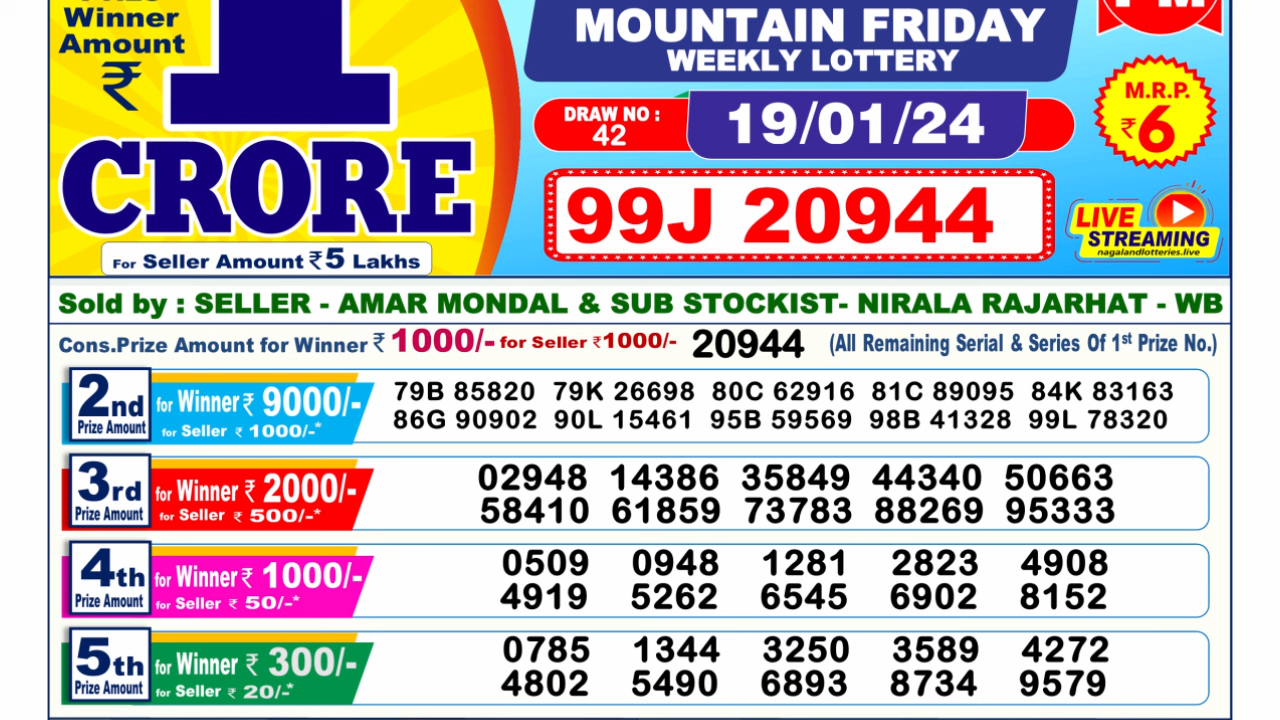 Winner
Amount
₹
1
CRORE
For Seller Amount ₹5 Lakhs
MOUNTAIN FRIDAY
WEEKLY LOTTERY
DRAW NO :
42
19/01/24
M.R.P.
₹6
99J 20944
LIVE
STREAMING
nagalandlotteries.live
Sold by : SELLER - AMAR MONDAL & SUB STOCKIST- NIRALA RAJARHAT - WB
Cons.Prize Amount for Winner ₹ 1000/- for Seller ₹1000/- 20944 (All Remaining Serial & Series Of 1st Prize No.)
2nd
Prize Amount
for Winner ₹ 9000/-
for Seller ₹ 1000/-*
79B 85820 79K 26698 80C 62916 81C 89095 84K 83163
86G 90902 90L 15461 95B 59569 98B 41328 99L 78320
3rd
Prize Amount
for Winner ₹ 2000/-
for Seller ₹ 500/-*
02948 14386 35849 44340 50663
58410 61859 73783 88269 95333
4th
Prize Amount
for Winner ₹ 1000/-
for Seller ₹ 50/-*
0509 0948 1281 2823 4908
4919 5262 6545 6902 8152
5th
Prize Amount
for Winner ₹ 300/-
for Seller ₹ 20/-*
0785 1344 3250 3589 4272
4802 5490 6893 8734 9579